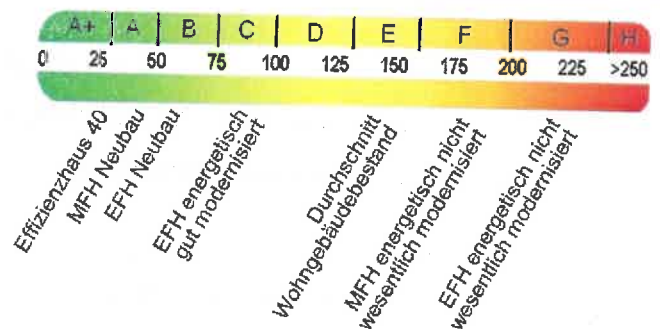 A+ A B C D E F G H
0 25 50 75 100 125 150 175 200 225 >250
Effizienzhaus 40
MFH Neubau
EFH Neubau
EFH energetisch
gut modernisiert
Durchschnitt
Wohngebäudebestand
MFH energetisch nicht
wesentlich modernisiert
EFH energetisch nicht
wesentlich modernisiert